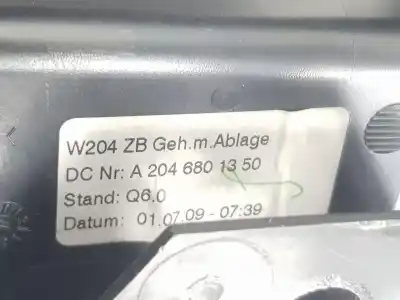 W204 ZB Geh.m.Ablage
DC Nr: A 204 680 13 50
Stand: Q6.0
Datum: 01.07.09 - 07:39